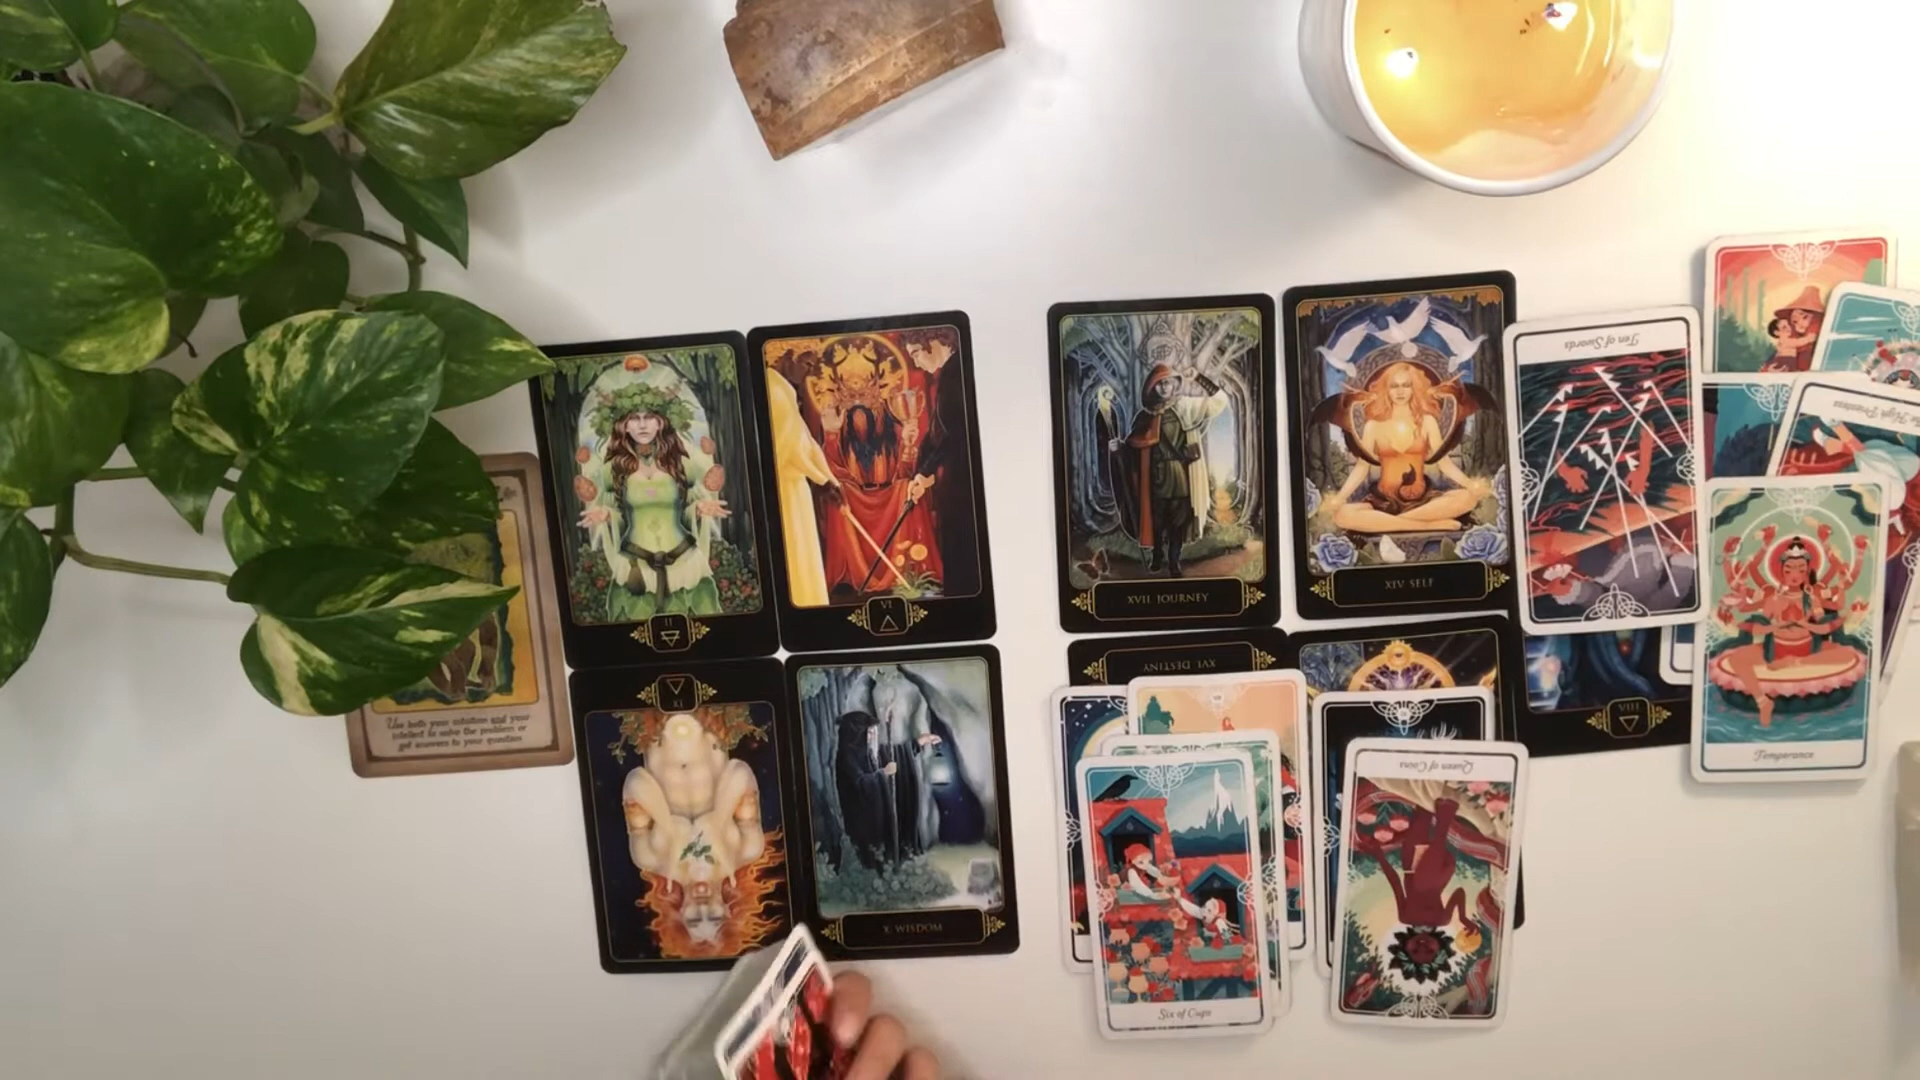 Ten of Swords
The High Priestess
XVII JOURNEY
XIV SELF
II
VI
XVI DESTINY
XI
VIII
Use both your intuition and your
intellect to solve the problem or
get answers to your question
Temperance
Queen of Coins
X WISDOM
Six of Cups